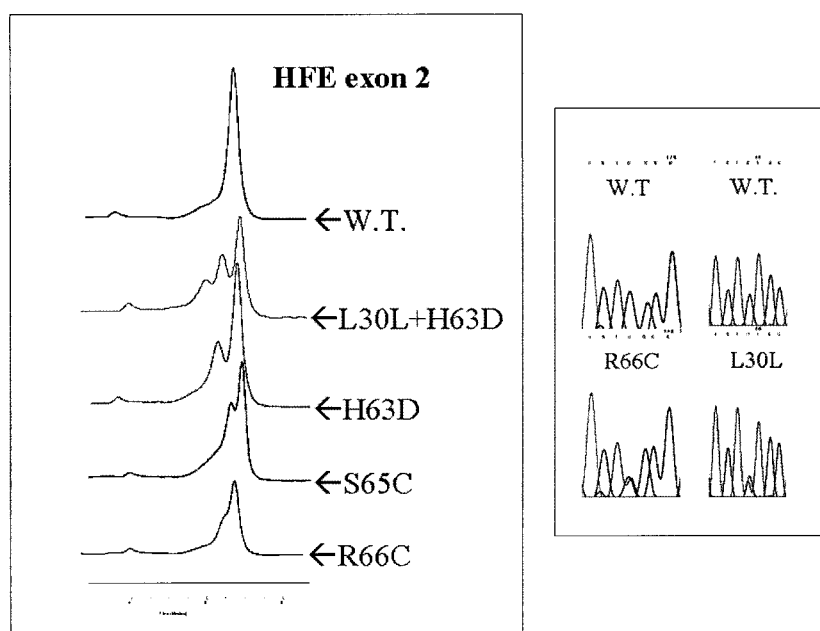 HFE exon 2
←W.T.
←L30L+H63D
←H63D
←S65C
←R66C
W.T W.T.
R66C L30L